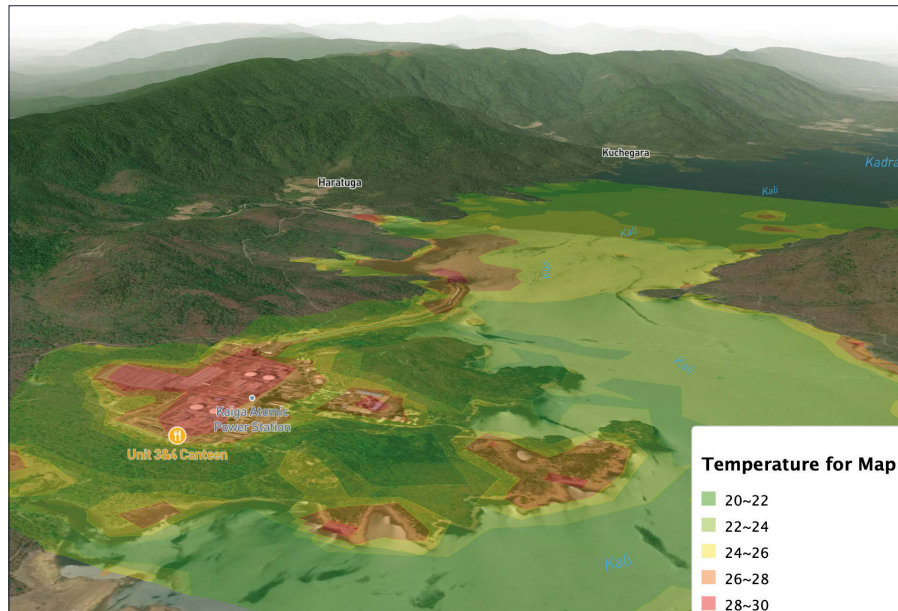 Kuchegara
Kadra
Haratuga
Kali
Kali
Kaiga Atomic
Power Station
Unit 3&4 Canteen
Kali
Temperature for Map
20~22
22~24
24~26
26~28
28~30